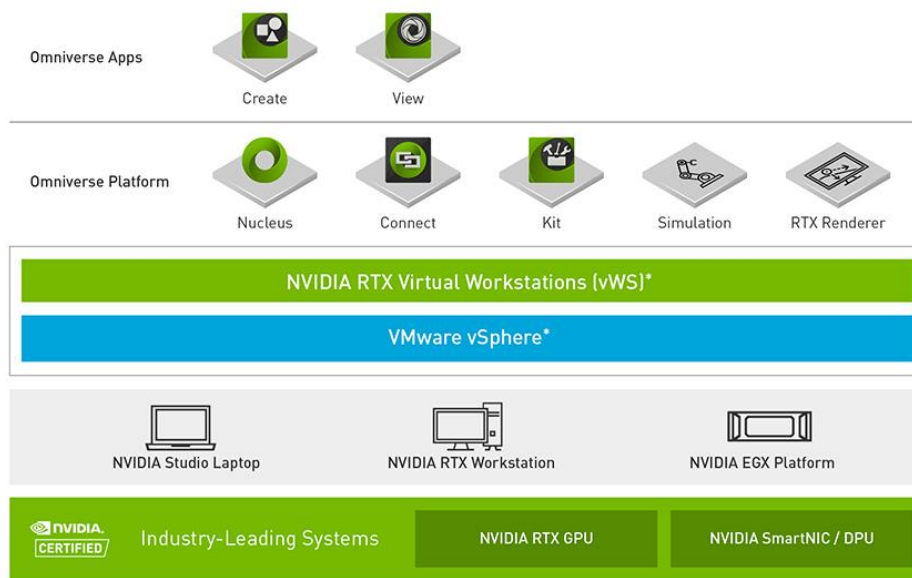 Omniverse Apps
Create
View
Omniverse Platform
Nucleus
Connect
Kit
Simulation
RTX Renderer
NVIDIA RTX Virtual Workstations (vWS)*
VMware vSphere*
NVIDIA Studio Laptop
NVIDIA RTX Workstation
NVIDIA EGX Platform
NVIDIA.
CERTIFIED
Industry-Leading Systems
NVIDIA RTX GPU
NVIDIA SmartNIC / DPU